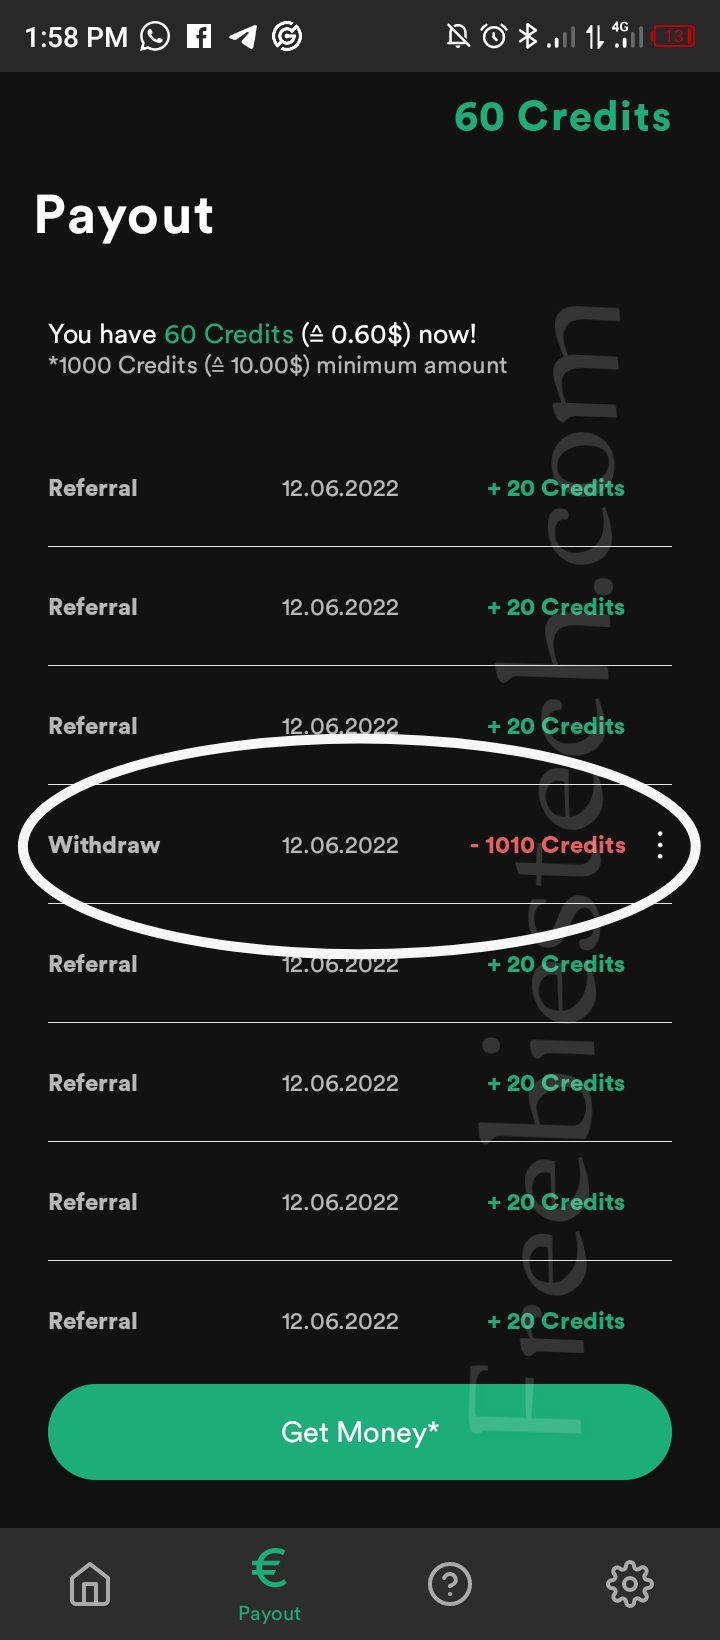 1:58 PM 4G 13
60 Credits
Payout
You have 60 Credits (≙ 0.60$) now!
*1000 Credits (≙ 10.00$) minimum amount
Referral 12.06.2022 + 20 Credits
Referral 12.06.2022 + 20 Credits
Referral 12.06.2022 + 20 Credits
Withdraw 12.06.2022 - 1010 Credits
Referral 12.06.2022 + 20 Credits
Referral 12.06.2022 + 20 Credits
Referral 12.06.2022 + 20 Credits
Referral 12.06.2022 + 20 Credits
Get Money*
€
Payout
Freebiestech.com